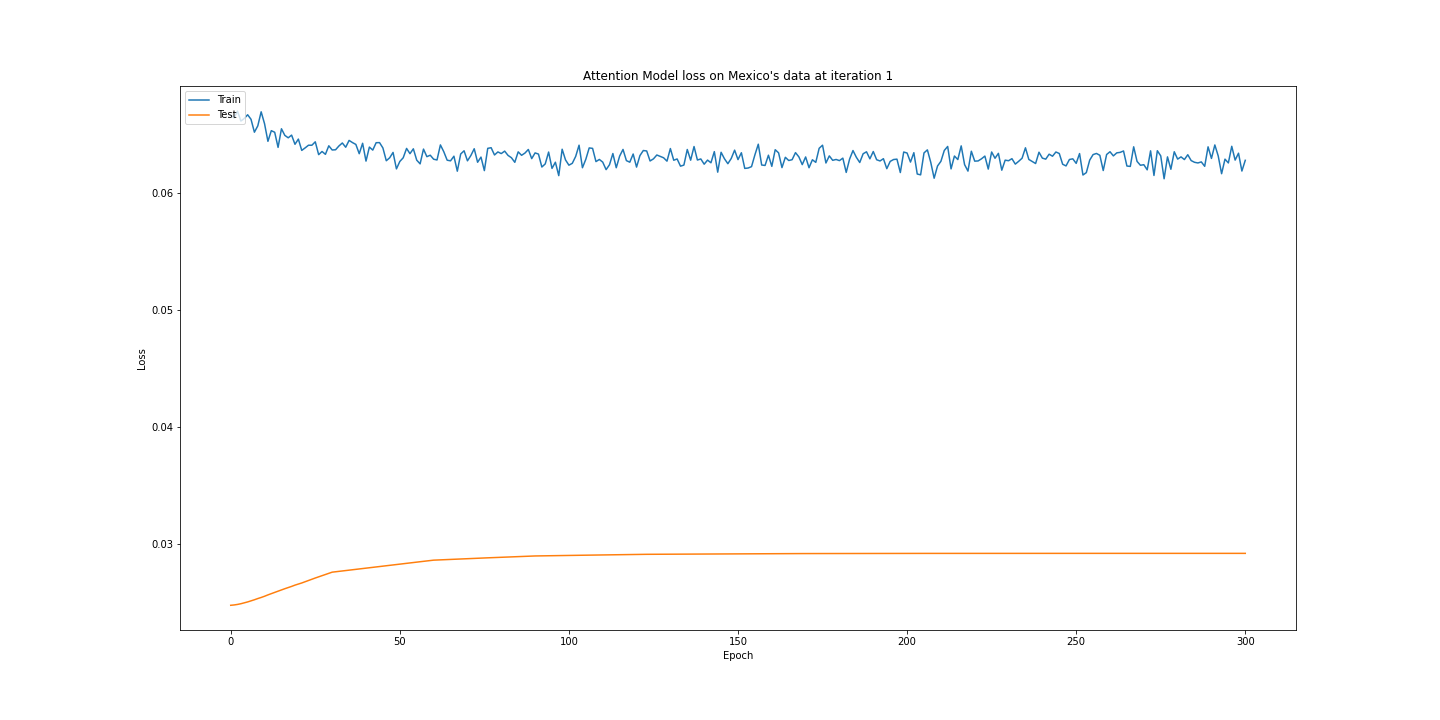 Attention Model loss on Mexico's data at iteration 1
Train
Test
0.06
0.05
0.04
0.03
Loss
0
50
100
150
200
250
300
Epoch